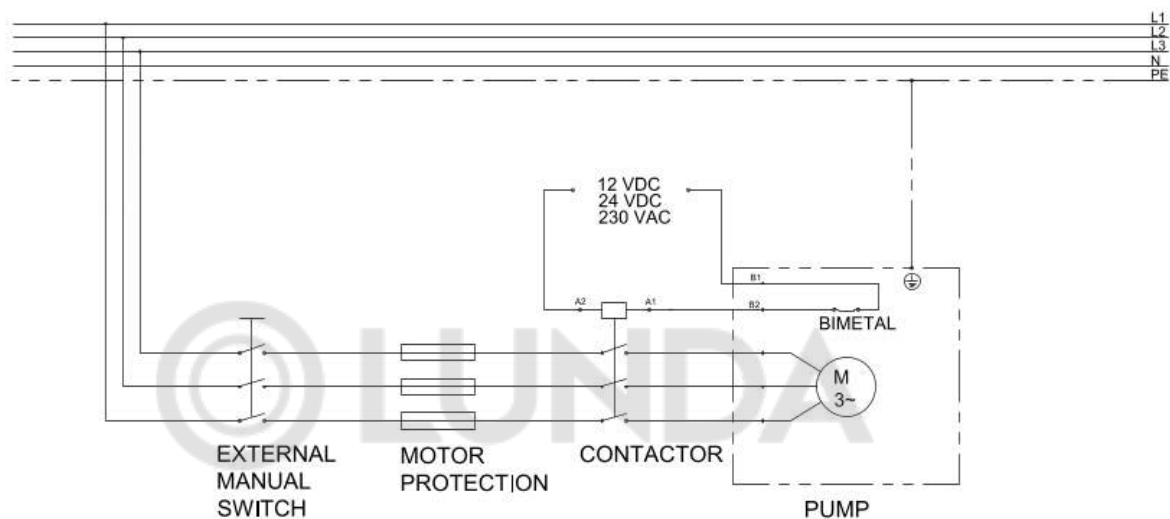 L1
L2
L3
N
PE
12 VDC
24 VDC
230 VAC
B1
A2
A1
B2
BIMETAL
LUNDA
M
3~
EXTERNAL
MANUAL
SWITCH
MOTOR
PROTECTION
CONTACTOR
PUMP